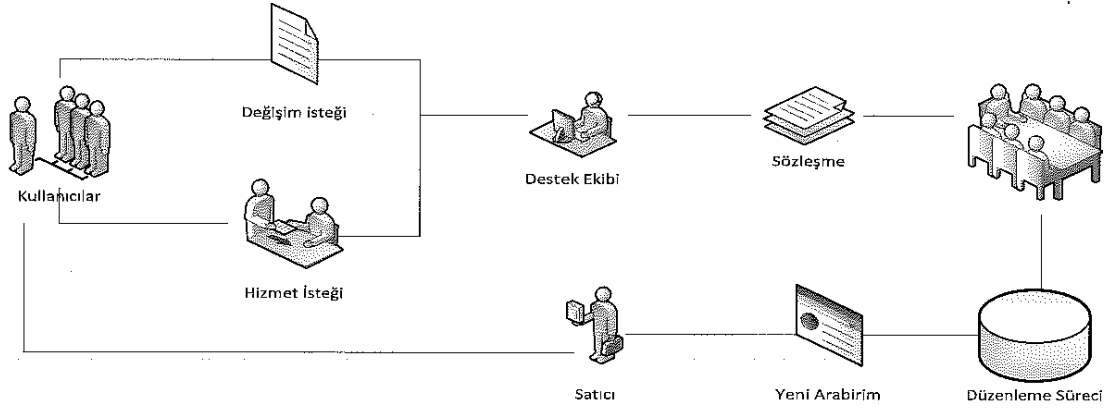 Değişim isteği
Kullanıcılar
Destek Ekibi
Sözleşme
Hizmet İsteği
Satıcı
Yeni Arabirim
Düzenleme Süreci